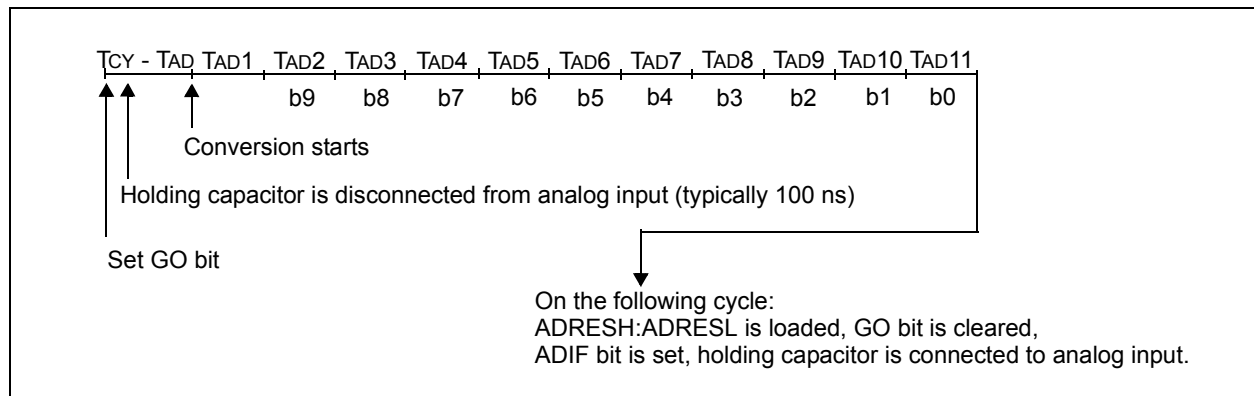 TCY - TAD TAD1 TAD2 TAD3 TAD4 TAD5 TAD6 TAD7 TAD8 TAD9 TAD10 TAD11
b9 b8 b7 b6 b5 b4 b3 b2 b1 b0
Conversion starts
Holding capacitor is disconnected from analog input (typically 100 ns)
Set GO bit
On the following cycle:
ADRESH:ADRESL is loaded, GO bit is cleared,
ADIF bit is set, holding capacitor is connected to analog input.